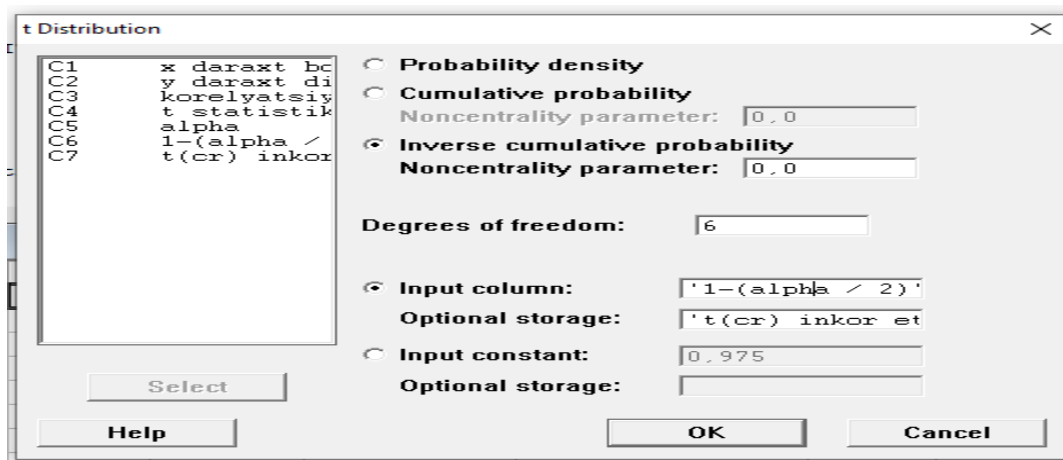 t Distribution
C1 x daraxt bo
C2 y daraxt di
C3 korelyatsiy
C4 t statistik
C5 alpha
C6 1-(alpha /
C7 t(cr) inkor
Select
Help
Probability density
Cumulative probability
Noncentrality parameter: 0,0
Inverse cumulative probability
Noncentrality parameter: 0,0
Degrees of freedom: 6
Input column: '1-(alpha / 2)'
Optional storage: 't(cr) inkor et
Input constant: 0,975
Optional storage:
OK
Cancel